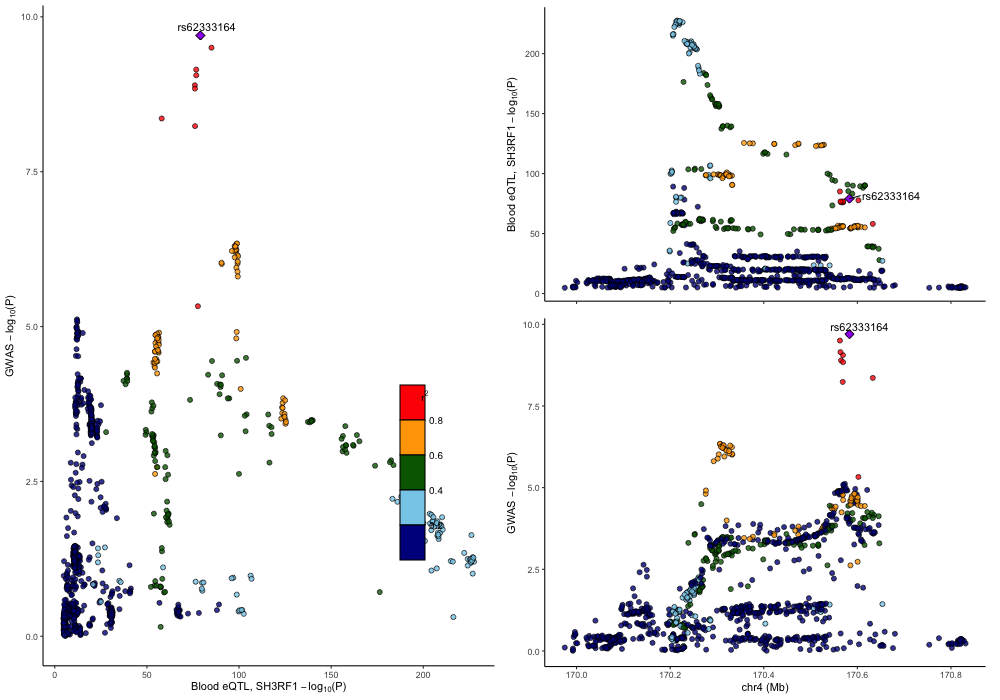 10.0
7.5
5.0
2.5
0.0
GWAS −log10(P)
rs62333164
0 50 100 150 200
Blood eQTL, SH3RF1 −log10(P)
r2
0.8
0.6
0.4
200
150
100
50
0
Blood eQTL, SH3RF1 −log10(P)
rs62333164
10.0
7.5
5.0
2.5
0.0
GWAS −log10(P)
rs62333164
170.0 170.2 170.4 170.6 170.8
chr4 (Mb)